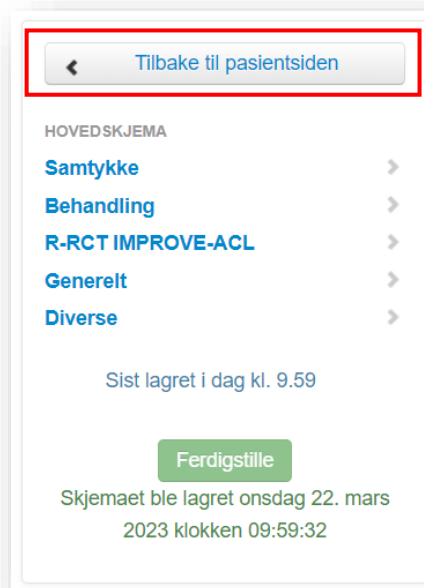 Tilbake til pasientsiden
HOVEDSKJEMA
Samtykke
Behandling
R-RCT IMPROVE-ACL
Generelt
Diverse
Sist lagret i dag kl. 9.59
Ferdigstille
Skjemaet ble lagret onsdag 22. mars
2023 klokken 09:59:32